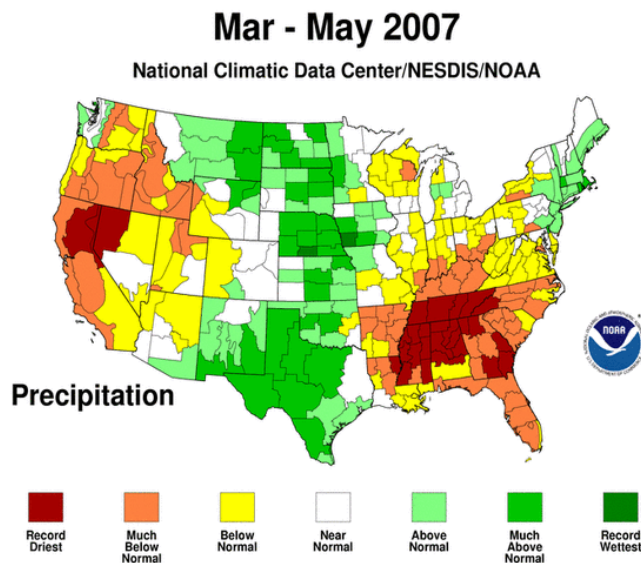 Mar - May 2007
National Climatic Data Center/NESDIS/NOAA
NOAA
Precipitation
Record
Driest
Much
Below
Normal
Below
Normal
Near
Normal
Above
Normal
Much
Above
Normal
Record
Wettest